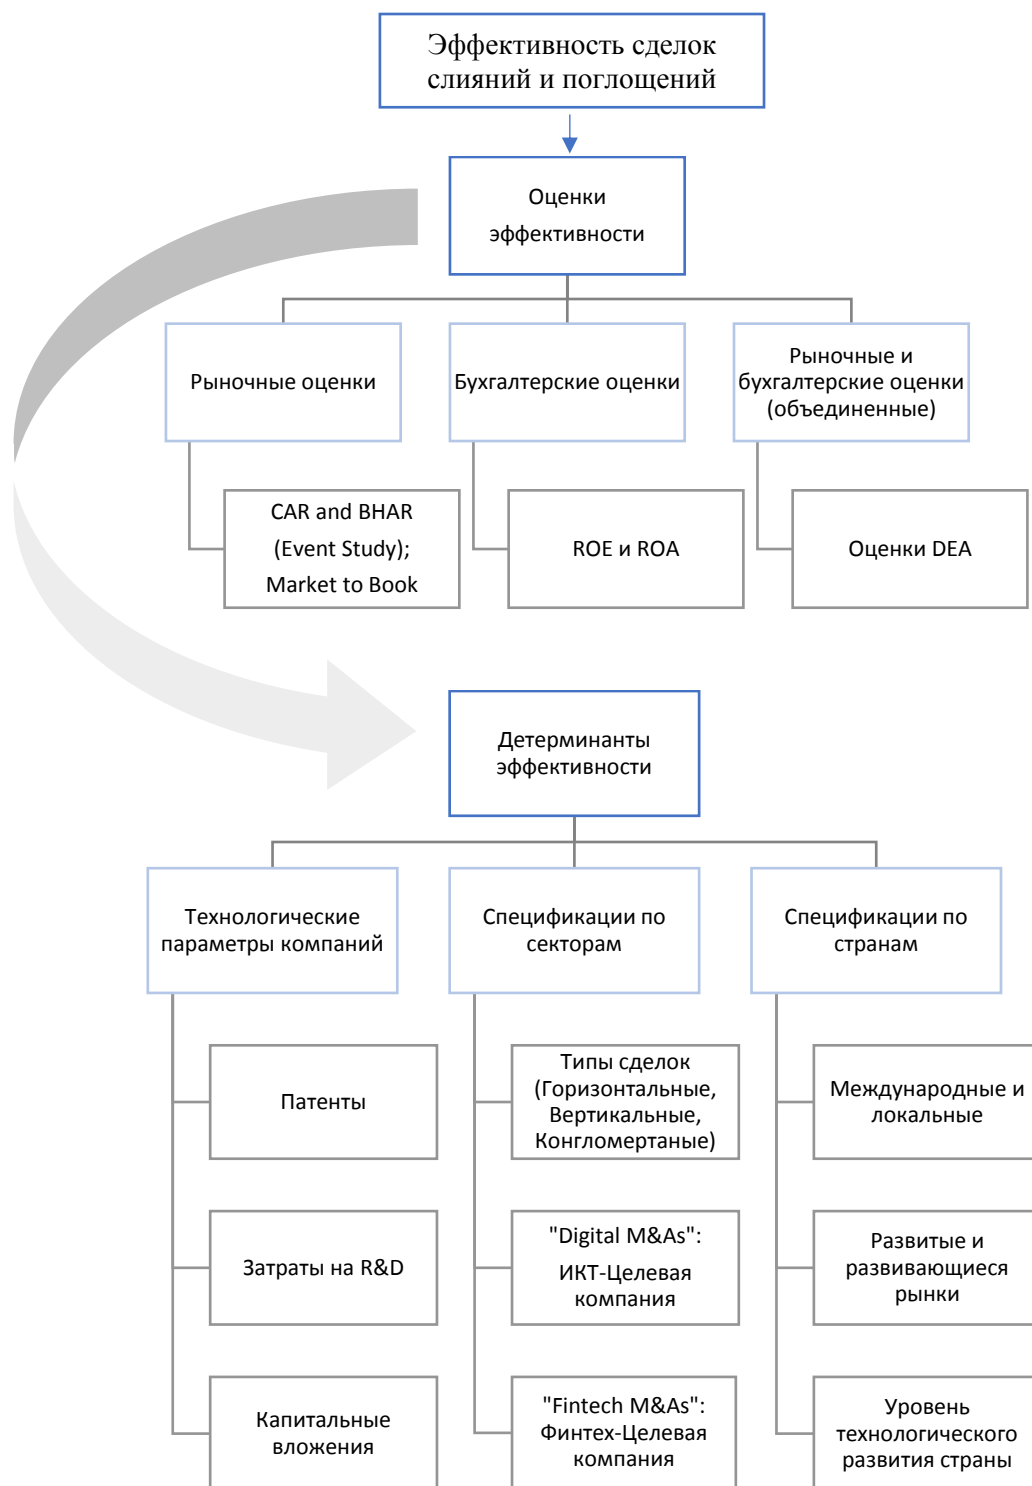 Эффективность сделок
слияний и поглощений
Оценки
эффективности
Рыночные оценки
Бухгалтерские оценки
Рыночные и
бухгалтерские оценки
(объединенные)
CAR and BHAR
(Event Study);
Market to Book
ROE и ROA
Оценки DEA
Детерминанты
эффективности
Технологические
параметры компаний
Спецификации по
секторам
Спецификации по
странам
Патенты
Типы сделок
(Горизонтальные,
Вертикальные,
Конгломертаные)
Международные и
локальные
Затраты на R&D
"Digital M&As":
ИКТ-Целевая
компания
Развитые и
развивающиеся
рынки
Капитальные
вложения
"Fintech M&As":
Финтех-Целевая
компания
Уровень
технологического
развития страны